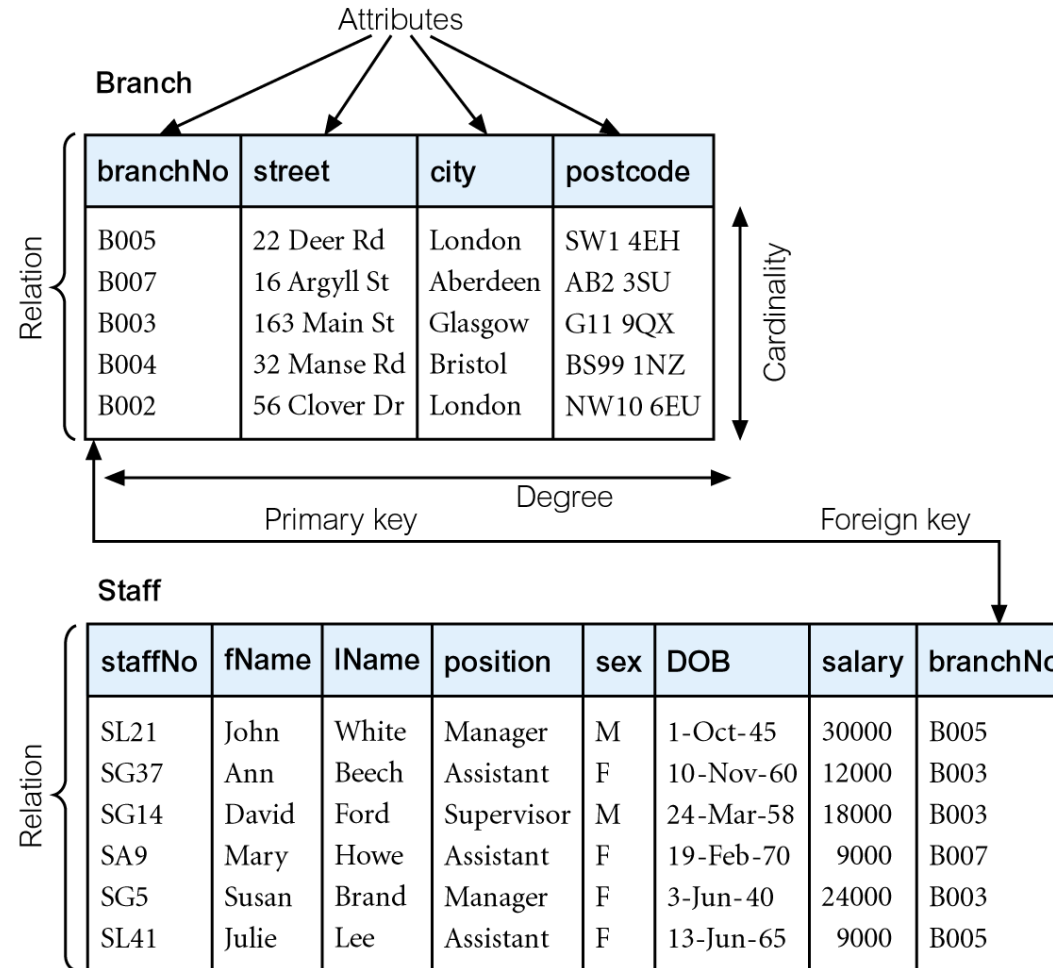 Attributes
Branch
branchNo street city postcode
B005 22 Deer Rd London SW1 4EH
B007 16 Argyll St Aberdeen AB2 3SU
B003 163 Main St Glasgow G11 9QX
B004 32 Manse Rd Bristol BS99 1NZ
B002 56 Clover Dr London NW10 6EU
Relation
Cardinality
Degree
Primary key Foreign key
Staff
staffNo fName lName position sex DOB salary branchNo
SL21 John White Manager M 1-Oct-45 30000 B005
SG37 Ann Beech Assistant F 10-Nov-60 12000 B003
SG14 David Ford Supervisor M 24-Mar-58 18000 B003
SA9 Mary Howe Assistant F 19-Feb-70 9000 B007
SG5 Susan Brand Manager F 3-Jun-40 24000 B003
SL41 Julie Lee Assistant F 13-Jun-65 9000 B005
Relation